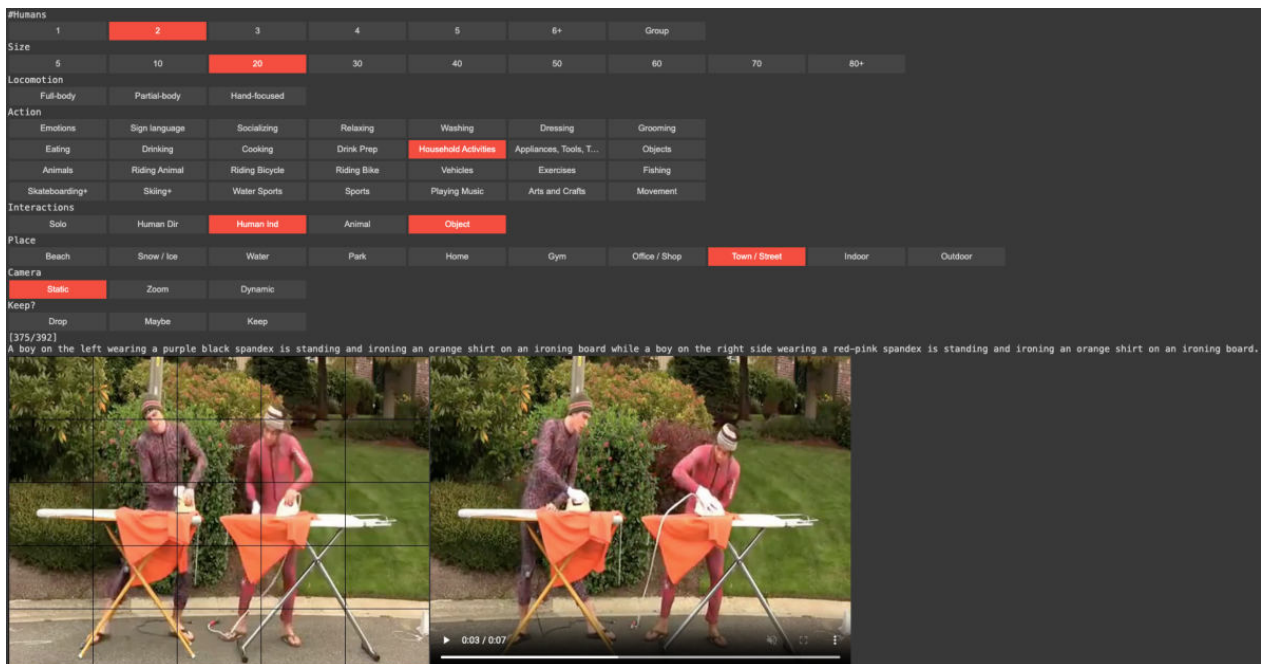 #Humans
1 2 3 4 5 6+ Group
Size
5 10 20 30 40 50 60 70 80+
Locomotion
Full-body Partial-body Hand-focused
Action
Emotions Sign language Socializing Relaxing Washing Dressing Grooming
Eating Drinking Cooking Drink Prep Household Activities Appliances, Tools, T... Objects
Animals Riding Animal Riding Bicycle Riding Bike Vehicles Exercises Fishing
Skateboarding+ Skiing+ Water Sports Sports Playing Music Arts and Crafts Movement
Interactions
Solo Human Dir Human Ind Animal Object
Place
Beach Snow / Ice Water Park Home Gym Office / Shop Town / Street Indoor Outdoor
Camera
Static Zoom Dynamic
Keep?
Drop Maybe Keep
[375/392]
A boy on the left wearing a purple black spandex is standing and ironing an orange shirt on an ironing board while a boy on the right side wearing a red-pink spandex is standing and ironing an orange shirt on an ironing board.
0:03 / 0:07